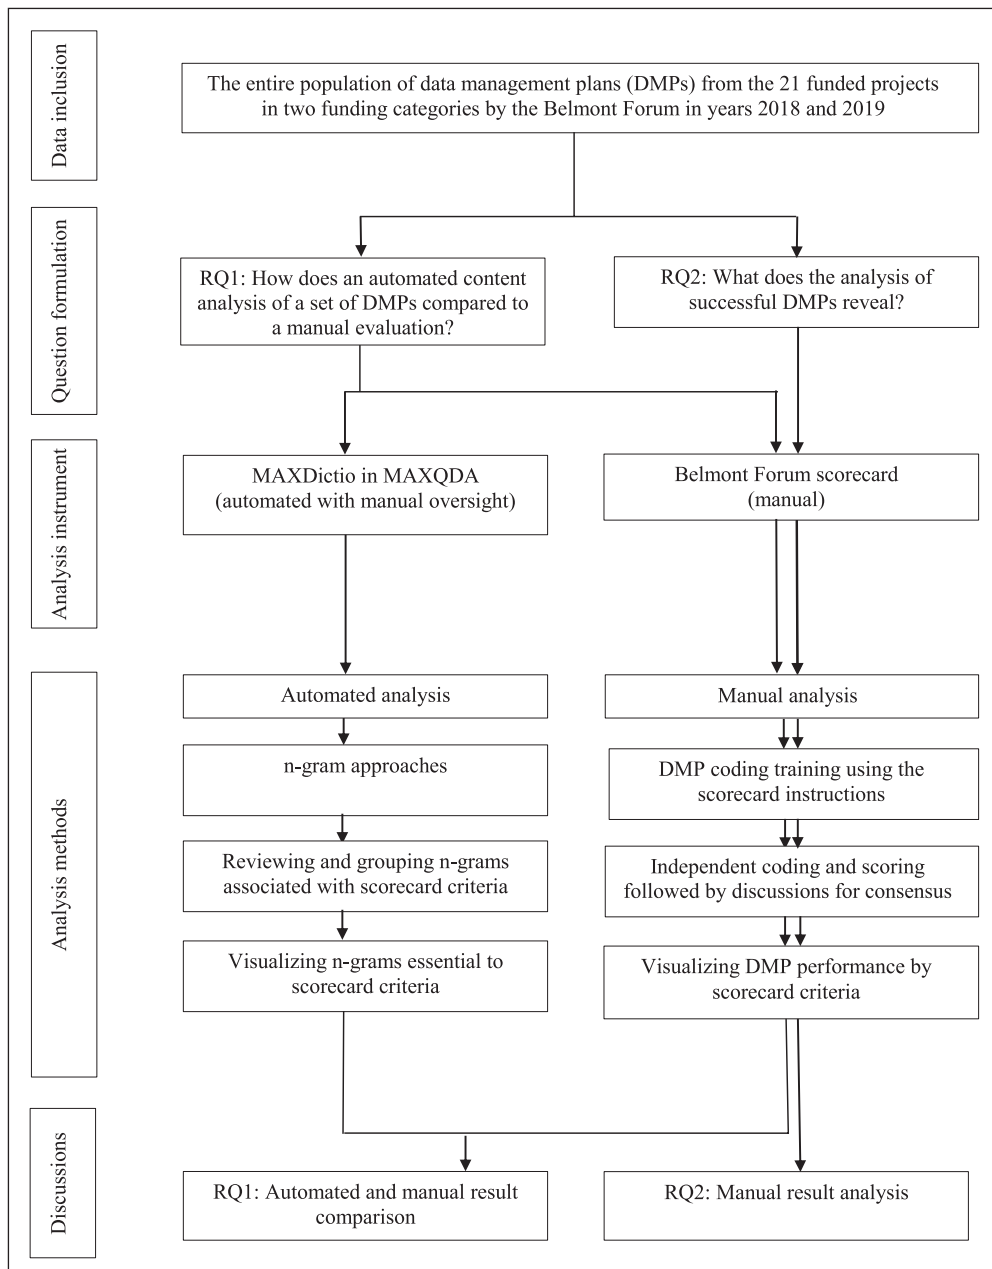 Data inclusion
The entire population of data management plans (DMPs) from the 21 funded projects
in two funding categories by the Belmont Forum in years 2018 and 2019
Question formulation
RQ1: How does an automated content
analysis of a set of DMPs compared to
a manual evaluation?
RQ2: What does the analysis of
successful DMPs reveal?
Analysis instrument
MAXDictio in MAXQDA
(automated with manual oversight)
Belmont Forum scorecard
(manual)
Analysis methods
Automated analysis
Manual analysis
n-gram approaches
DMP coding training using the
scorecard instructions
Reviewing and grouping n-grams
associated with scorecard criteria
Independent coding and scoring
followed by discussions for consensus
Visualizing n-grams essential to
scorecard criteria
Visualizing DMP performance by
scorecard criteria
Discussions
RQ1: Automated and manual result
comparison
RQ2: Manual result analysis